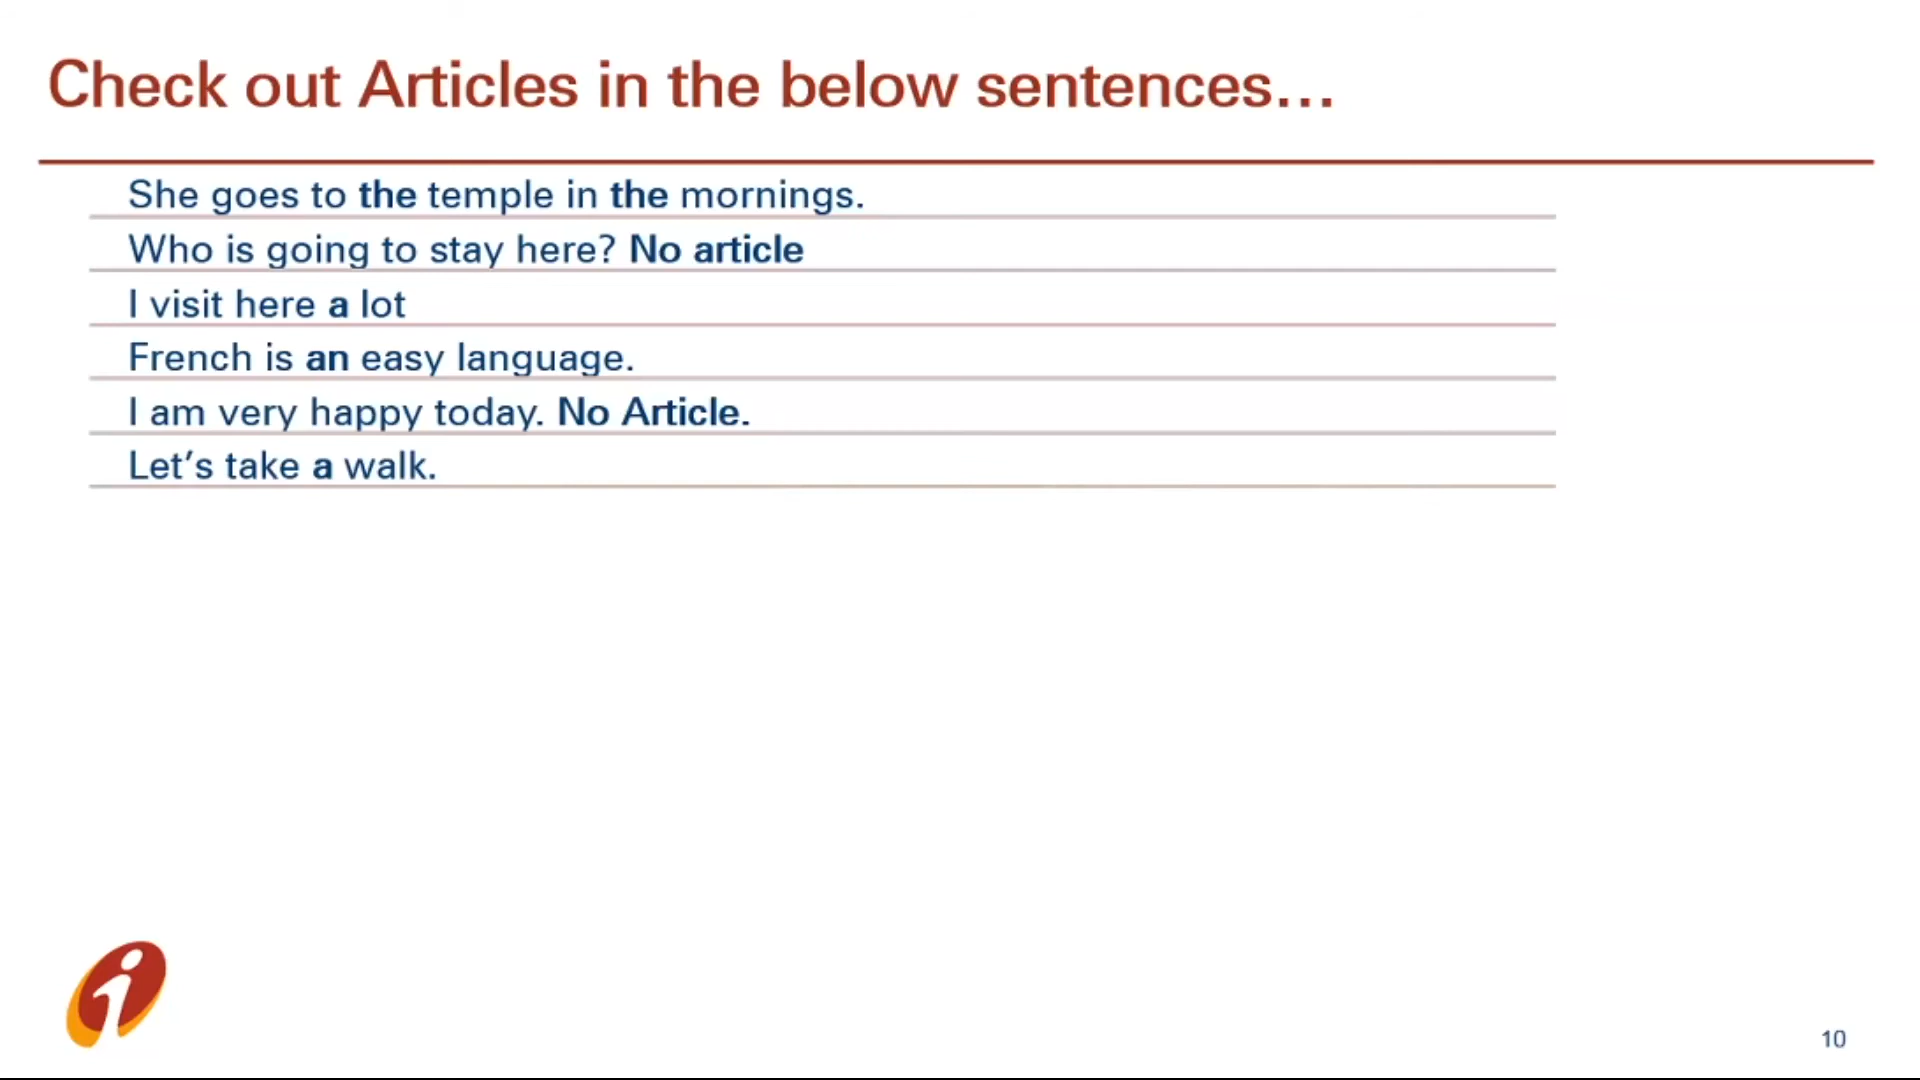 Check out Articles in the below sentences...
She goes to the temple in the mornings.
Who is going to stay here? No article
I visit here a lot
French is an easy language.
I am very happy today. No Article.
Let’s take a walk.
10